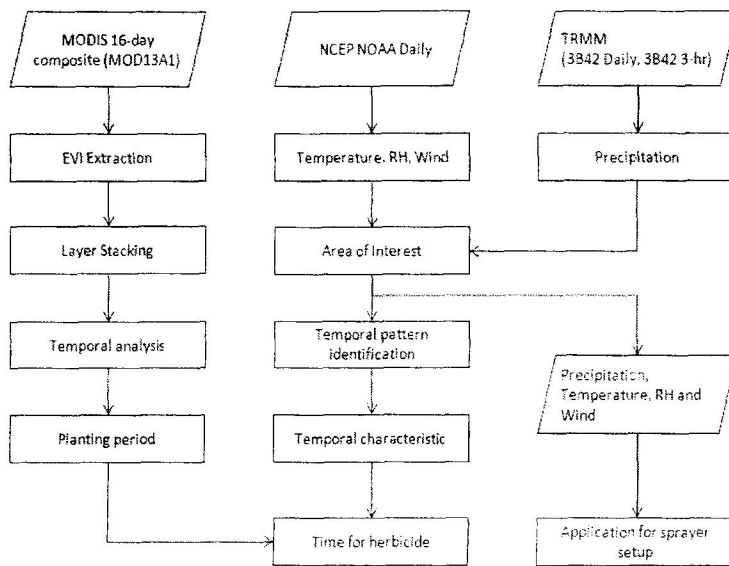 MODIS 16-day
composite (MOD13A1)
NCEP NOAA Daily
TRMM
(3B42 Daily, 3B42 3-hr)
EVI Extraction
Temperature, RH, Wind
Precipitation
Layer Stacking
Area of Interest
Temporal analysis
Temporal pattern
identification
Precipitation,
Temperature, RH and
Wind
Planting period
Temporal characteristic
Time for herbicide
Application for sprayer
setup